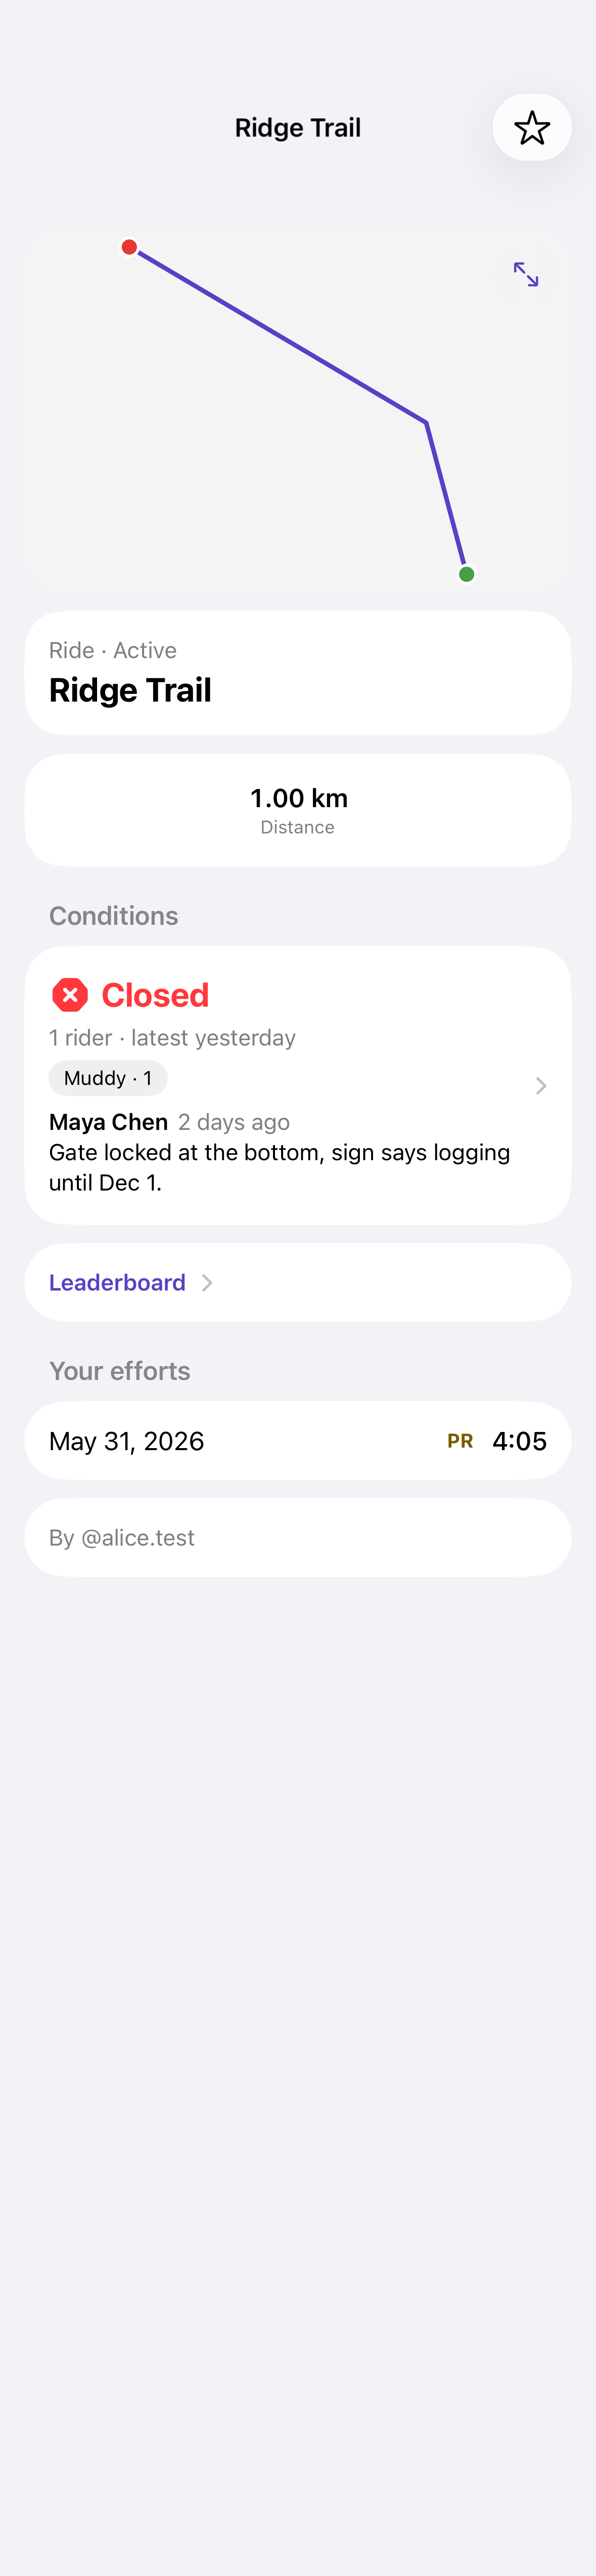 Ridge Trail
Ride · Active
Ridge Trail
1.00 km
Distance
Conditions
Closed
1 rider · latest yesterday
Muddy · 1
Maya Chen 2 days ago
Gate locked at the bottom, sign says logging
until Dec 1.
Leaderboard
Your efforts
May 31, 2026 PR 4:05
By @alice.test